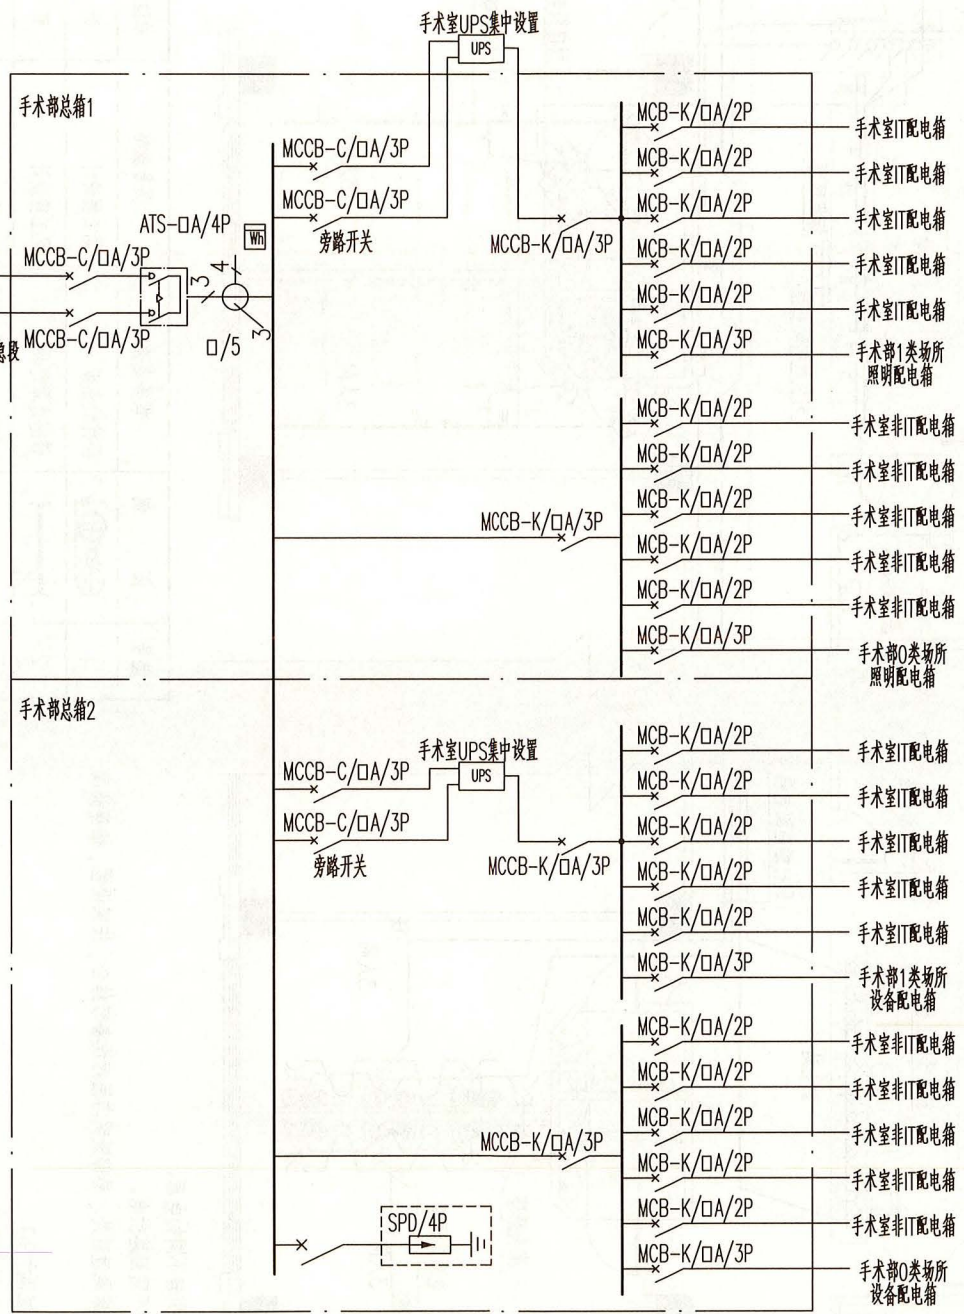 手术室UPS集中设置
UPS
手术部总箱1
MCCB-C/□A/3P
MCCB-C/□A/3P
旁路开关
ATS-□A/4P
Wh
MCCB-C/□A/3P
MCCB-C/□A/3P
3
4
3
□/5
MCCB-K/□A/3P
MCB-K/□A/2P
手术室IT配电箱
MCB-K/□A/2P
手术室IT配电箱
MCB-K/□A/2P
手术室IT配电箱
MCB-K/□A/2P
手术室IT配电箱
MCB-K/□A/2P
手术室IT配电箱
MCB-K/□A/3P
手术部1类场所
照明配电箱
MCCB-K/□A/3P
MCB-K/□A/2P
手术室非IT配电箱
MCB-K/□A/2P
手术室非IT配电箱
MCB-K/□A/2P
手术室非IT配电箱
MCB-K/□A/2P
手术室非IT配电箱
MCB-K/□A/2P
手术室非IT配电箱
MCB-K/□A/3P
手术部0类场所
照明配电箱
手术部总箱2
手术室UPS集中设置
UPS
MCCB-C/□A/3P
MCCB-C/□A/3P
旁路开关
MCCB-K/□A/3P
MCB-K/□A/2P
手术室IT配电箱
MCB-K/□A/2P
手术室IT配电箱
MCB-K/□A/2P
手术室IT配电箱
MCB-K/□A/2P
手术室IT配电箱
MCB-K/□A/2P
手术室IT配电箱
MCB-K/□A/3P
手术部1类场所
设备配电箱
MCCB-K/□A/3P
MCB-K/□A/2P
手术室非IT配电箱
MCB-K/□A/2P
手术室非IT配电箱
MCB-K/□A/2P
手术室非IT配电箱
MCB-K/□A/2P
手术室非IT配电箱
MCB-K/□A/2P
手术室非IT配电箱
MCB-K/□A/3P
手术部0类场所
设备配电箱
SPD/4P